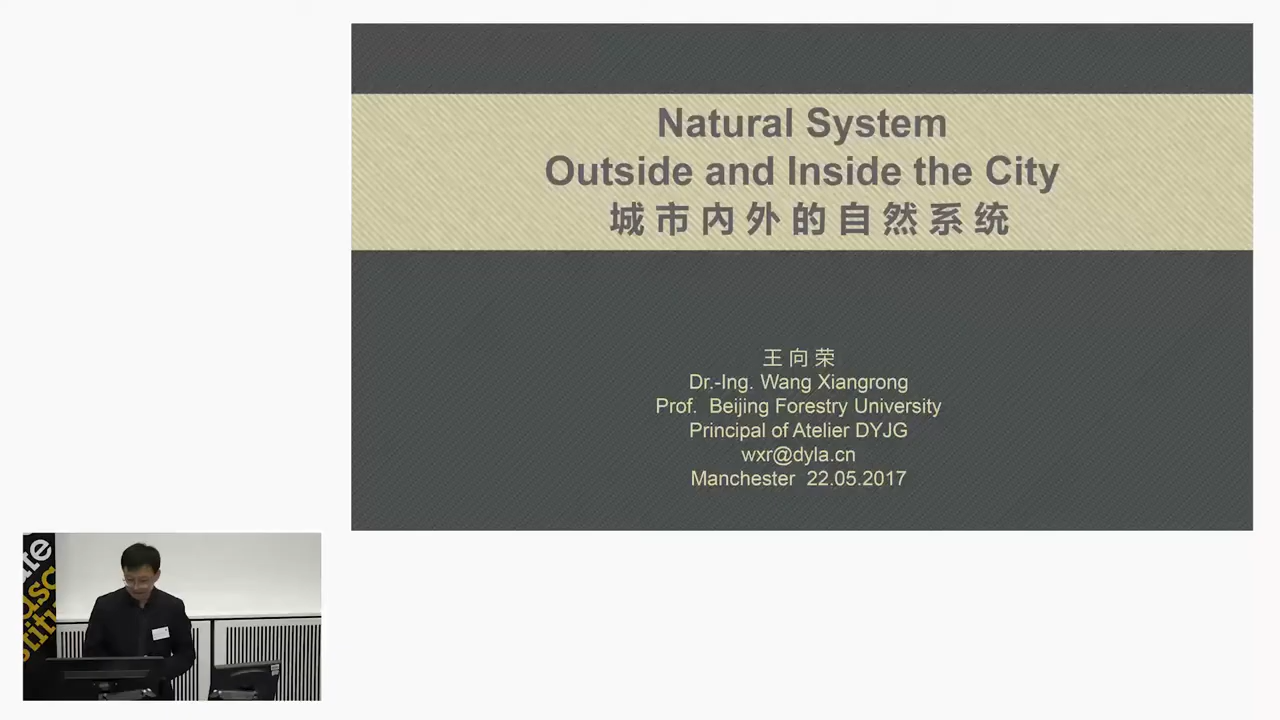 Natural System
Outside and Inside the City
城市内外的自然系统
王向荣
Dr.-Ing. Wang Xiangrong
Prof. Beijing Forestry University
Principal of Atelier DYJG
wxr@dyla.cn
Manchester 22.05.2017